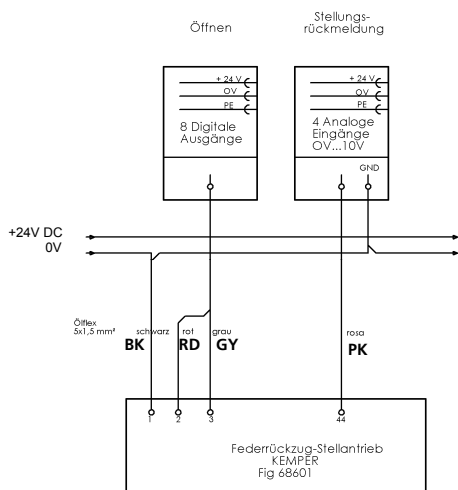 Öffnen
Stellungs-
rückmeldung
+ 24 V
0V
PE
8 Digitale
Ausgänge
+ 24 V
0V
PE
4 Analoge
Eingänge
0V...10V
GND
+24V DC
0V
Ölflex
5x1,5 mm²
schwarz
rot
grau
rosa
BK
RD
GY
PK
1
2
3
44
Federrückzug-Stellantrieb
KEMPER
Fig 68601